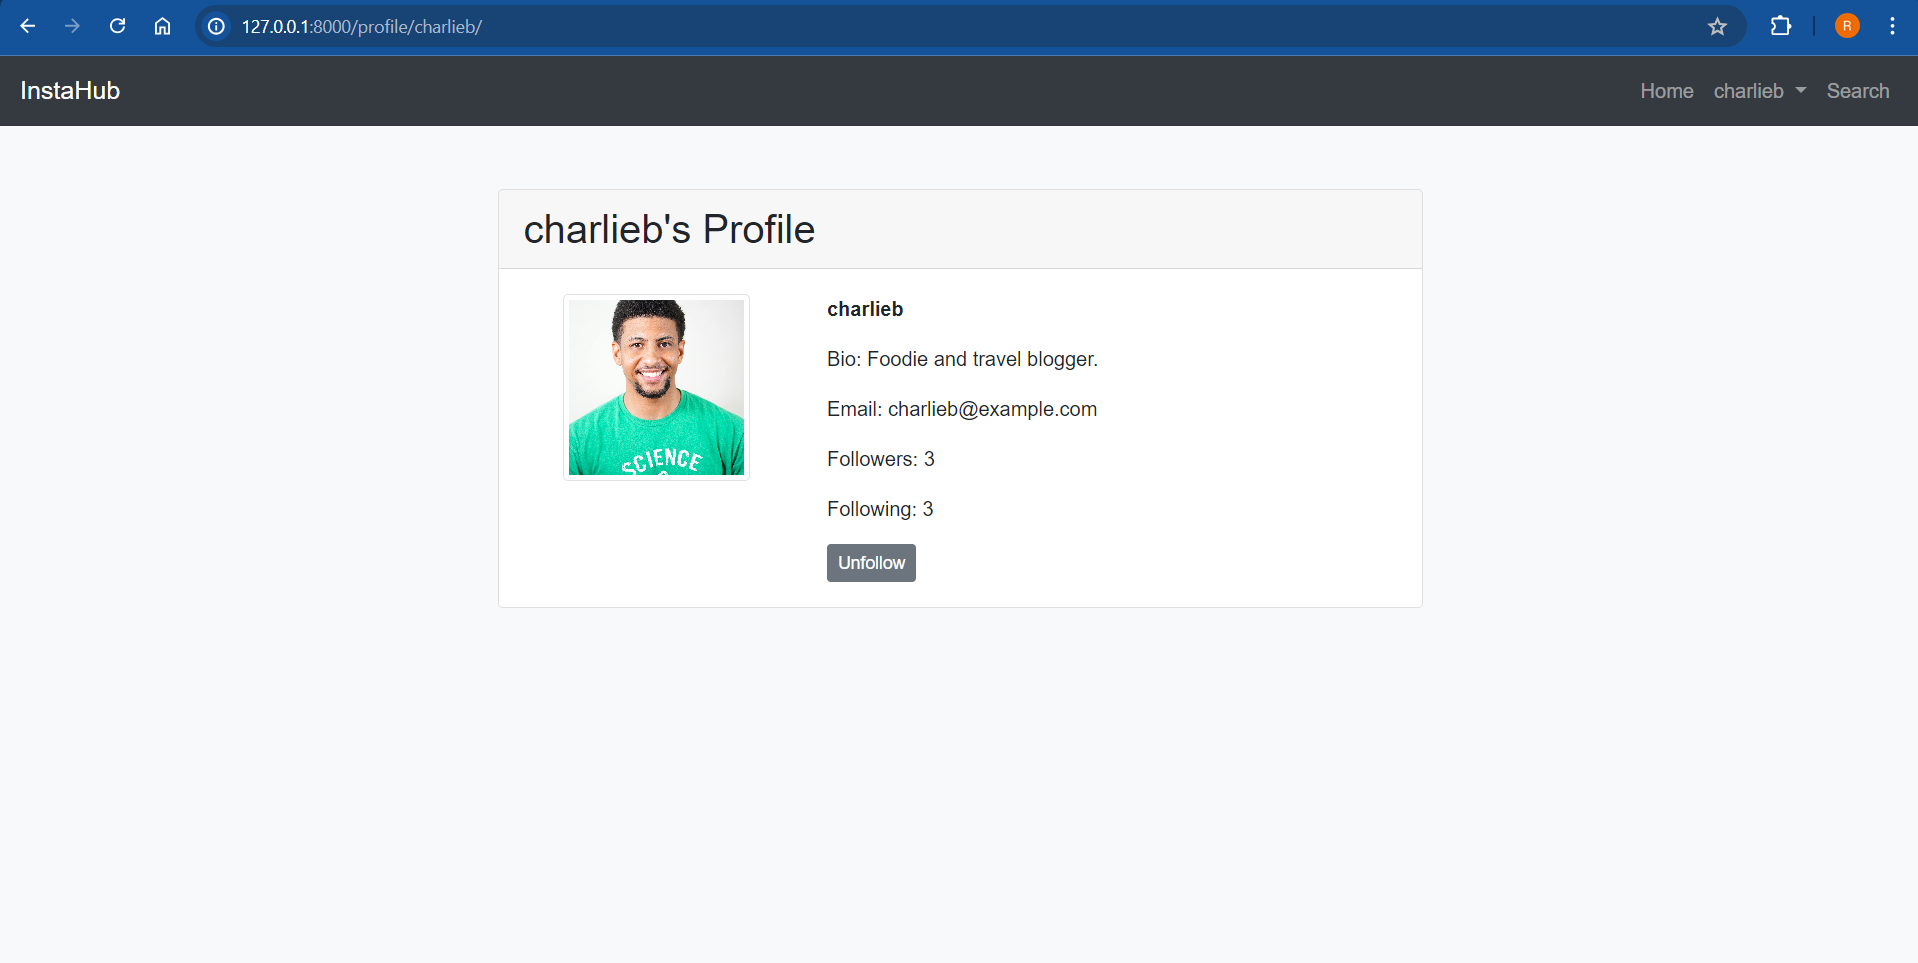 127.0.0.1:8000/profile/charlieb/
R
InstaHub
Home charlieb Search
charlieb's Profile
SCIENCE
charlieb
Bio: Foodie and travel blogger.
Email: charlieb@example.com
Followers: 3
Following: 3
Unfollow